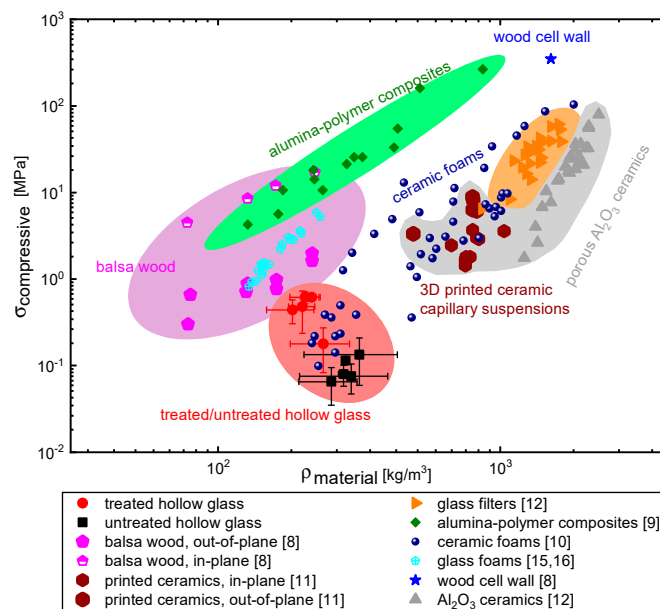 10³
wood cell wall
10²
alumina-polymer composites
ceramic foams
10¹
σcompressive [MPa]
balsa wood
porous Al₂O₃ ceramics
10⁰
3D printed ceramic
capillary suspensions
10⁻¹
treated/untreated hollow glass
10⁻²
10² 10³
ρmaterial [kg/m³]
treated hollow glass
untreated hollow glass
balsa wood, out-of-plane [8]
balsa wood, in-plane [8]
printed ceramics, in-plane [11]
printed ceramics, out-of-plane [11]
glass filters [12]
alumina-polymer composites [9]
ceramic foams [10]
glass foams [15,16]
wood cell wall [8]
Al₂O₃ ceramics [12]